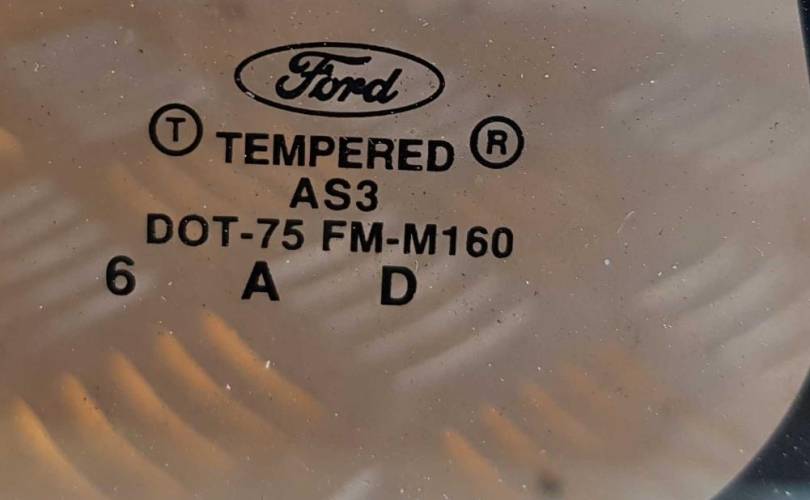 Ford
T TEMPERED R
AS3
DOT-75 FM-M160
6 A D